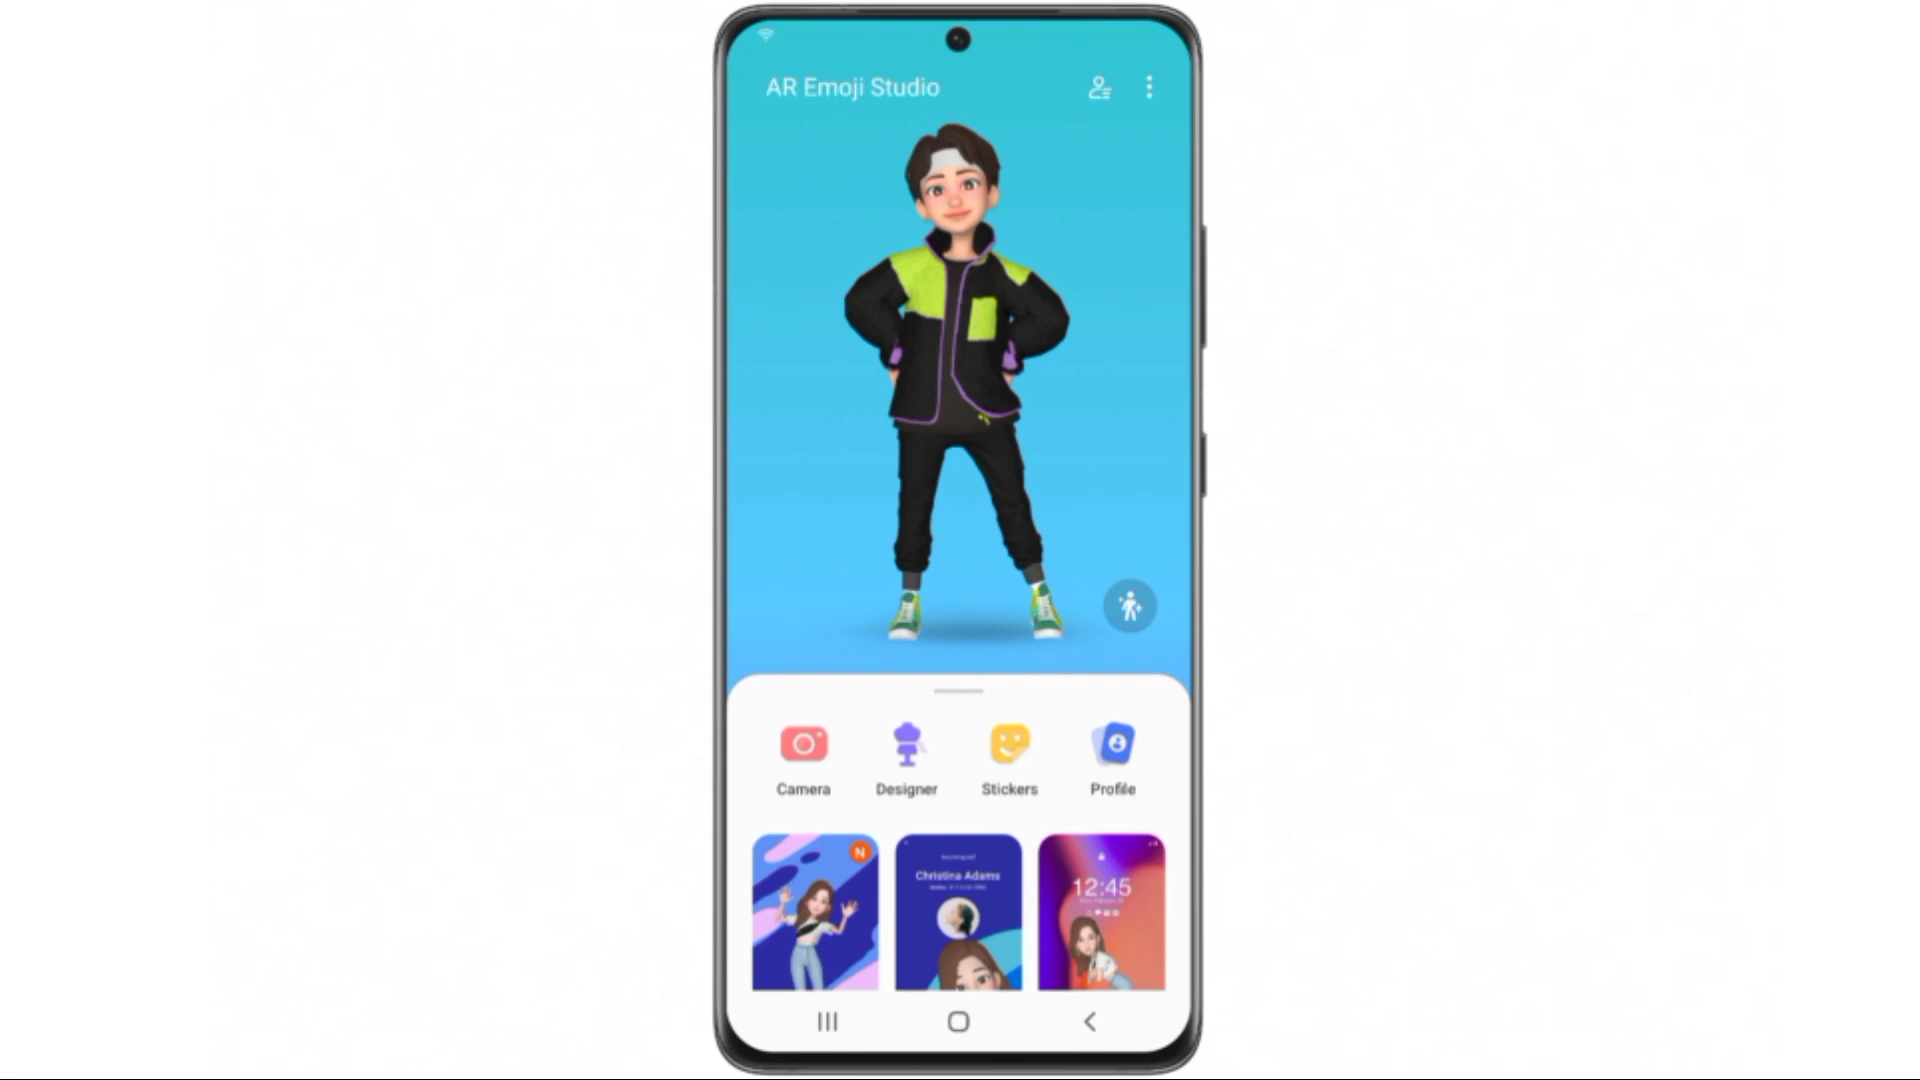 AR Emoji Studio
Camera
Designer
Stickers
Profile
N
Christina Adams
12:45